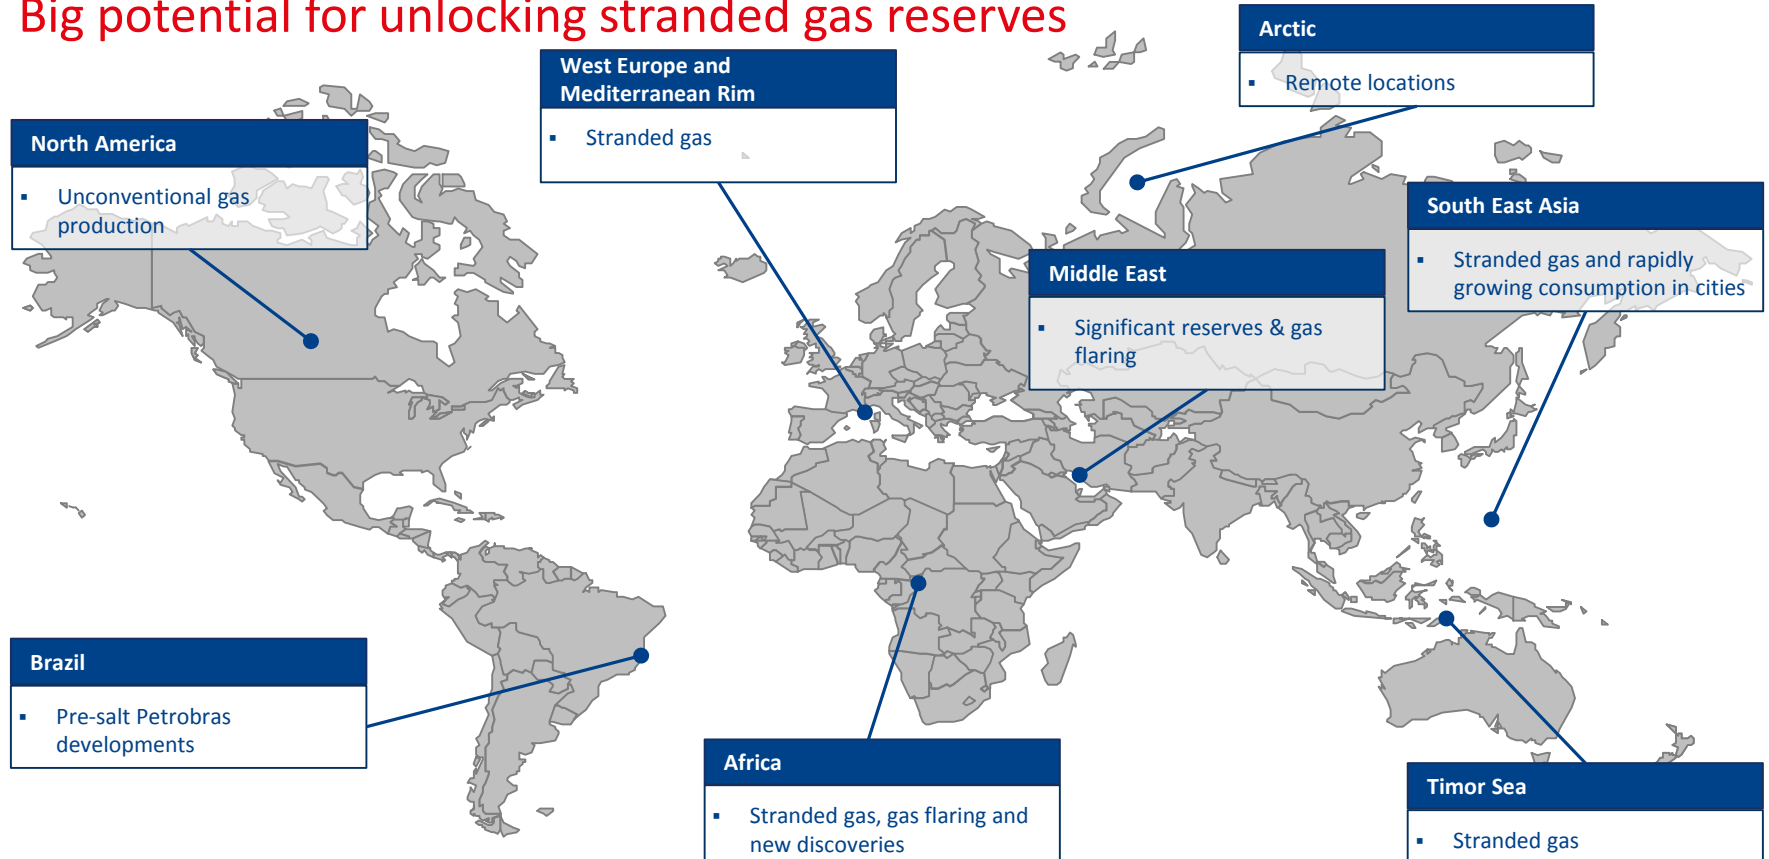 Big potential for unlocking stranded gas reserves
Arctic
▪ Remote locations
West Europe and
Mediterranean Rim
▪ Stranded gas
North America
▪ Unconventional gas
production
South East Asia
▪ Stranded gas and rapidly
growing consumption in cities
Middle East
▪ Significant reserves & gas
flaring
Brazil
▪ Pre-salt Petrobras
developments
Africa
▪ Stranded gas, gas flaring and
new discoveries
Timor Sea
▪ Stranded gas